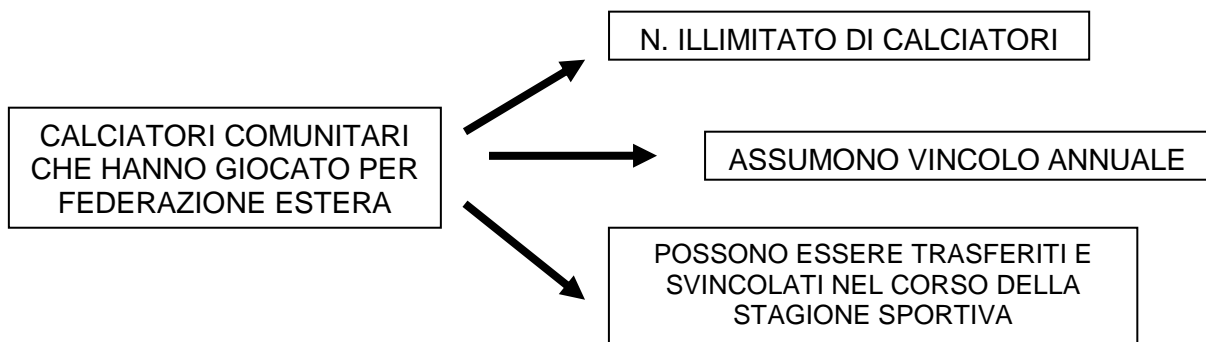 N. ILLIMITATO DI CALCIATORI
CALCIATORI COMUNITARI
CHE HANNO GIOCATO PER
FEDERAZIONE ESTERA
ASSUMONO VINCOLO ANNUALE
POSSONO ESSERE TRASFERITI E
SVINCOLATI NEL CORSO DELLA
STAGIONE SPORTIVA